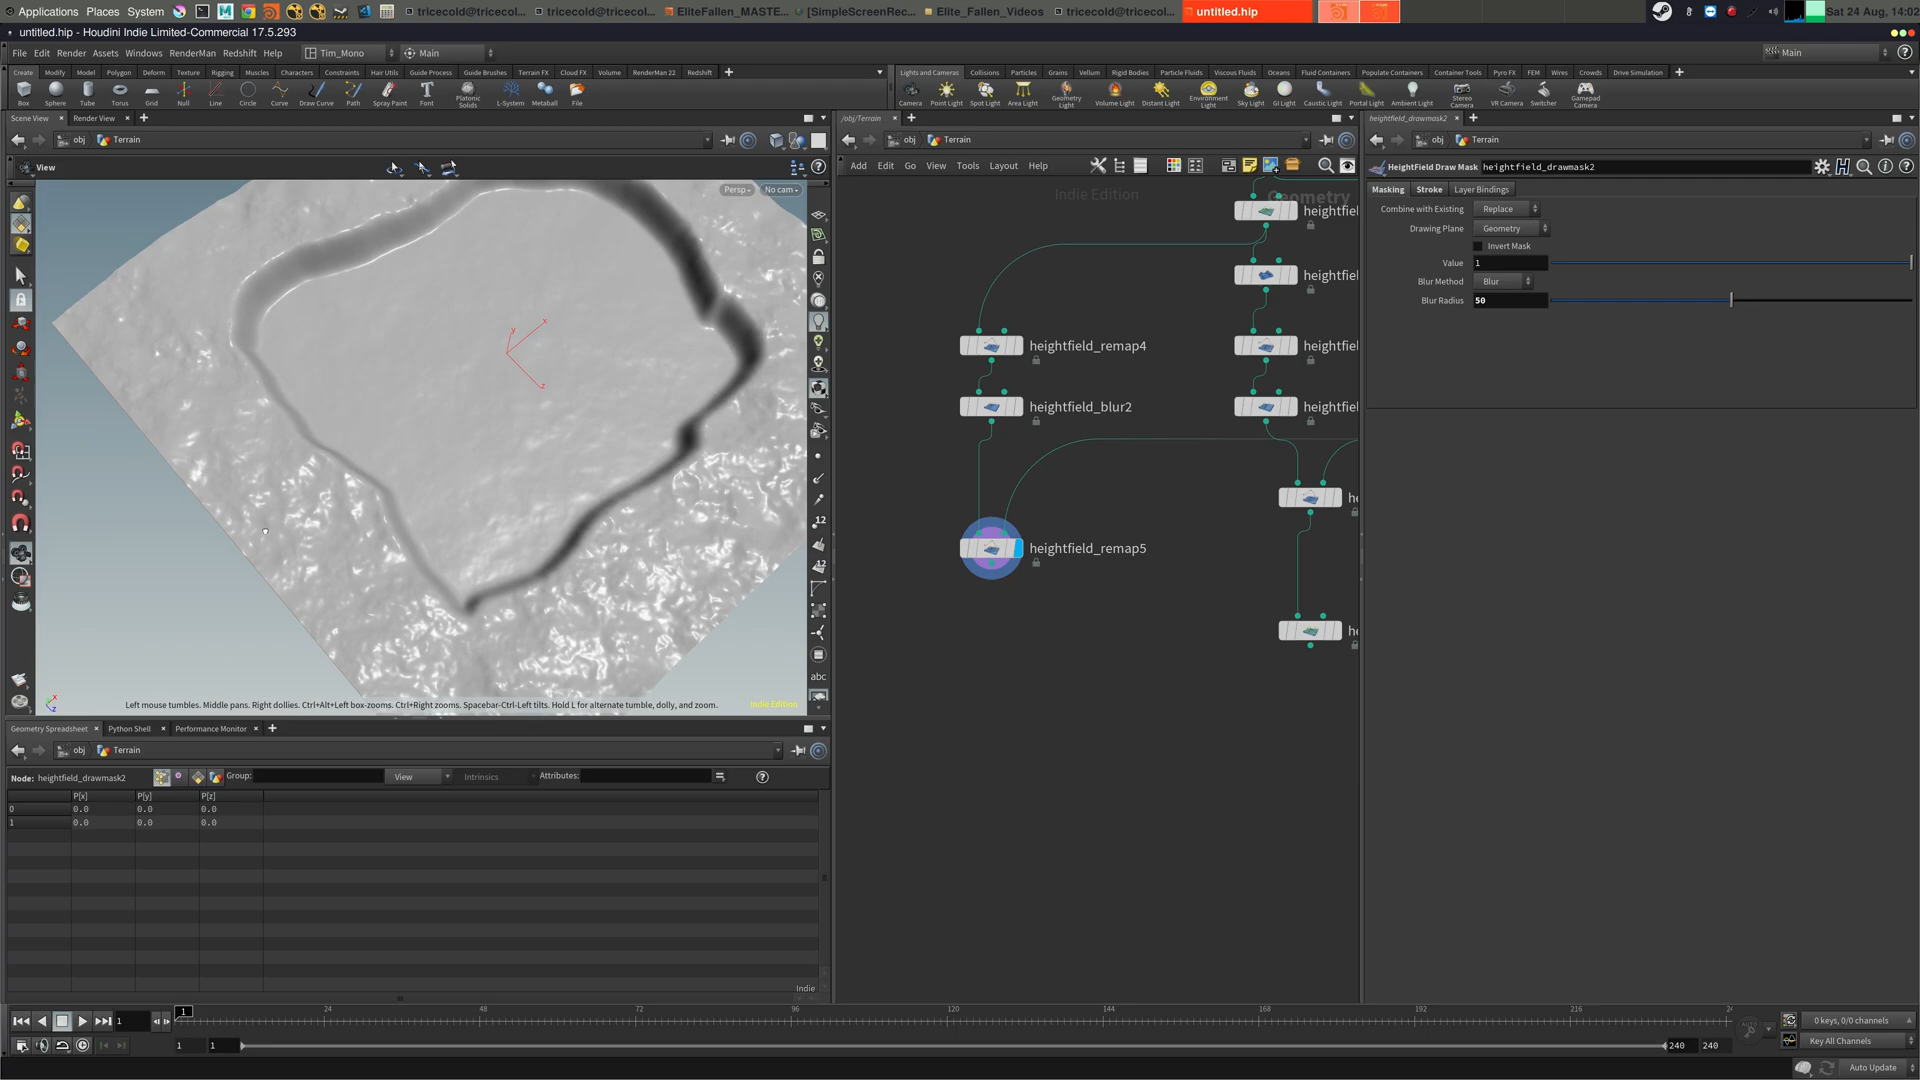 Applications Places System
tricecold@tricecol...
tricecold@tricecol...
EliteFallen_MASTE...
[SimpleScreenRec...
Elite_Fallen_Videos
tricecold@tricecol...
untitled.hip
Sat 24 Aug, 14:02
untitled.hip - Houdini Indie Limited-Commercial 17.5.293
File Edit Render Assets Windows RenderMan Redshift Help
Tim_Mono
Main
Main
Create Modify Model Polygon Deform Texture Rigging Muscles Characters Constraints Hair Utils Guide Process Guide Brushes Terrain FX Cloud FX Volume RenderMan 22 Redshift
Lights and Cameras Collisions Particles Grains Vellum Rigid Bodies Particle Fluids Viscous Fluids Oceans Fluid Containers Populate Containers Container Tools Pyro FX FEM Wires Crowds Drive Simulation
Box Sphere Tube Torus Grid Null Line Circle Curve Draw Curve Path Spray Paint Font Platonic Solids L-System Metaball File
Camera Point Light Spot Light Area Light Geometry Light Volume Light Distant Light Environment Light Sky Light GI Light Caustic Light Portal Light Ambient Light Stereo Camera VR Camera Switcher Gamepad Camera
Scene View Render View
/obj/Terrain
heightfield_drawmask2
obj Terrain
obj Terrain
obj Terrain
View
Add Edit Go View Tools Layout Help
HeightField Draw Mask heightfield_drawmask2
Masking Stroke Layer Bindings
Persp
No cam
Indie Edition
Geometry
Combine with Existing Replace
Drawing Plane Geometry
Invert Mask
Value 1
Blur Method Blur
Blur Radius 50
heightfiel
heightfiel
heightfield_remap4
heightfiel
heightfield_blur2
heightfiel
he
heightfield_remap5
he
y
x
z
12
12
abc
x
z
Left mouse tumbles. Middle pans. Right dollies. Ctrl+Alt+Left box-zooms. Ctrl+Right zooms. Spacebar-Ctrl-Left tilts. Hold L for alternate tumble, dolly, and zoom.
Indie Edition
Geometry Spreadsheet Python Shell Performance Monitor
obj Terrain
Node: heightfield_drawmask2
Group:
View
Intrinsics
Attributes:
P[x] P[y] P[z]
0 0.0 0.0 0.0
1 0.0 0.0 0.0
Indie
1
1
24 48 72 96 120 144 168 192 216 24
0 keys, 0/0 channels
1 1
240 240
Key All Channels
Auto Update